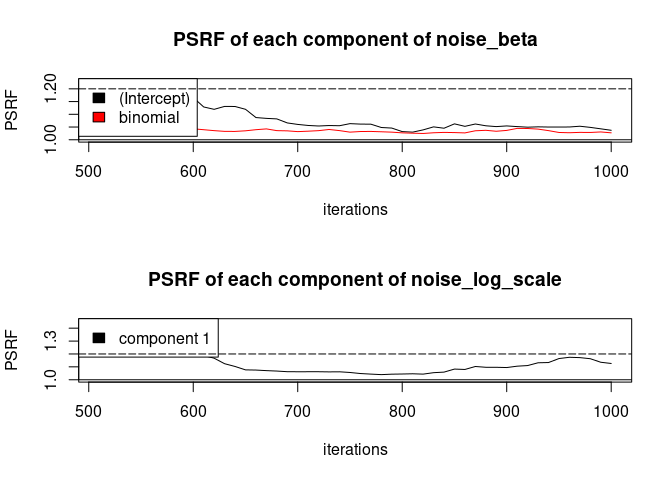 PSRF of each component of noise_beta
PSRF
1.20
1.00
(Intercept)
binomial
500 600 700 800 900 1000
iterations
PSRF of each component of noise_log_scale
PSRF
1.3
1.0
component 1
500 600 700 800 900 1000
iterations